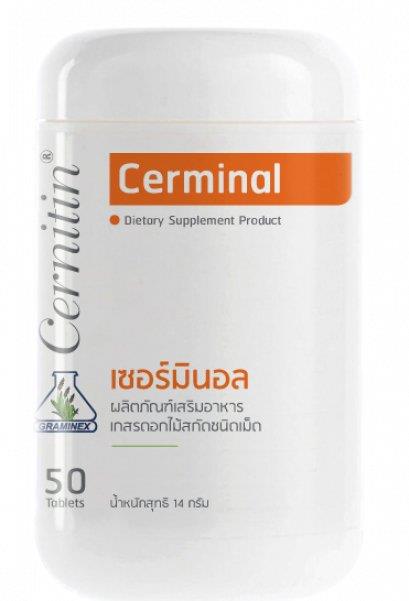 Cerminal
Dietary Supplement Product
Cernitin®
เซอร์มินอล
ผลิตภัณฑ์เสริมอาหาร
เกสรดอกไม้สกัดชนิดเม็ด
GRAMINEX
50
Tablets
น้ำหนักสุทธิ 14 กรัม